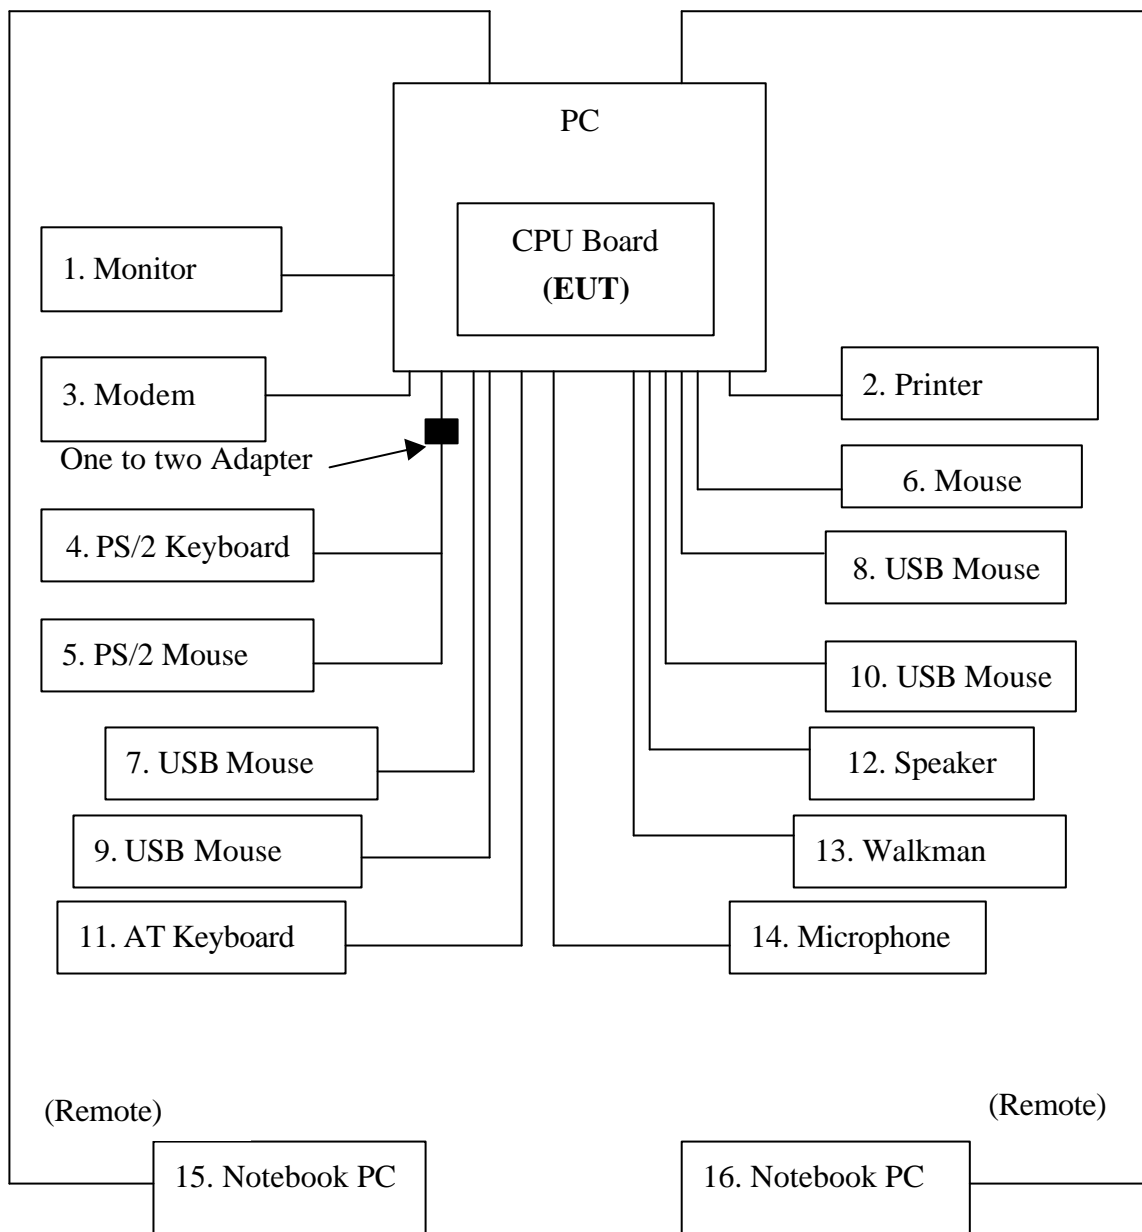 PC
CPU Board
(EUT)
1. Monitor
2. Printer
3. Modem
One to two Adapter
6. Mouse
4. PS/2 Keyboard
8. USB Mouse
5. PS/2 Mouse
10. USB Mouse
7. USB Mouse
12. Speaker
9. USB Mouse
13. Walkman
11. AT Keyboard
14. Microphone
(Remote)
(Remote)
15. Notebook PC
16. Notebook PC